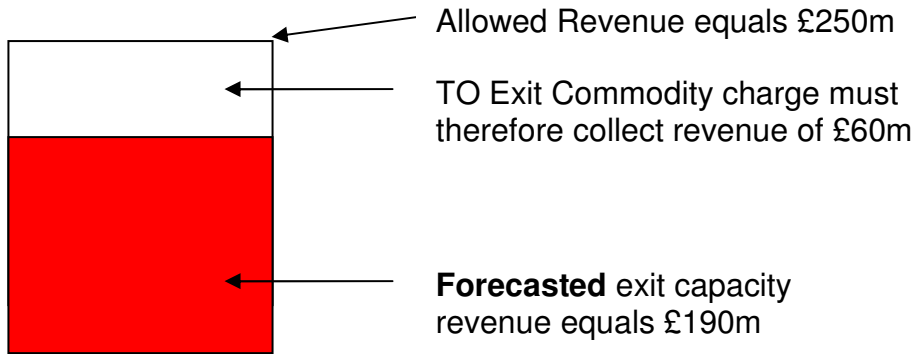 Allowed Revenue equals £250m
TO Exit Commodity charge must
therefore collect revenue of £60m
Forecasted exit capacity
revenue equals £190m